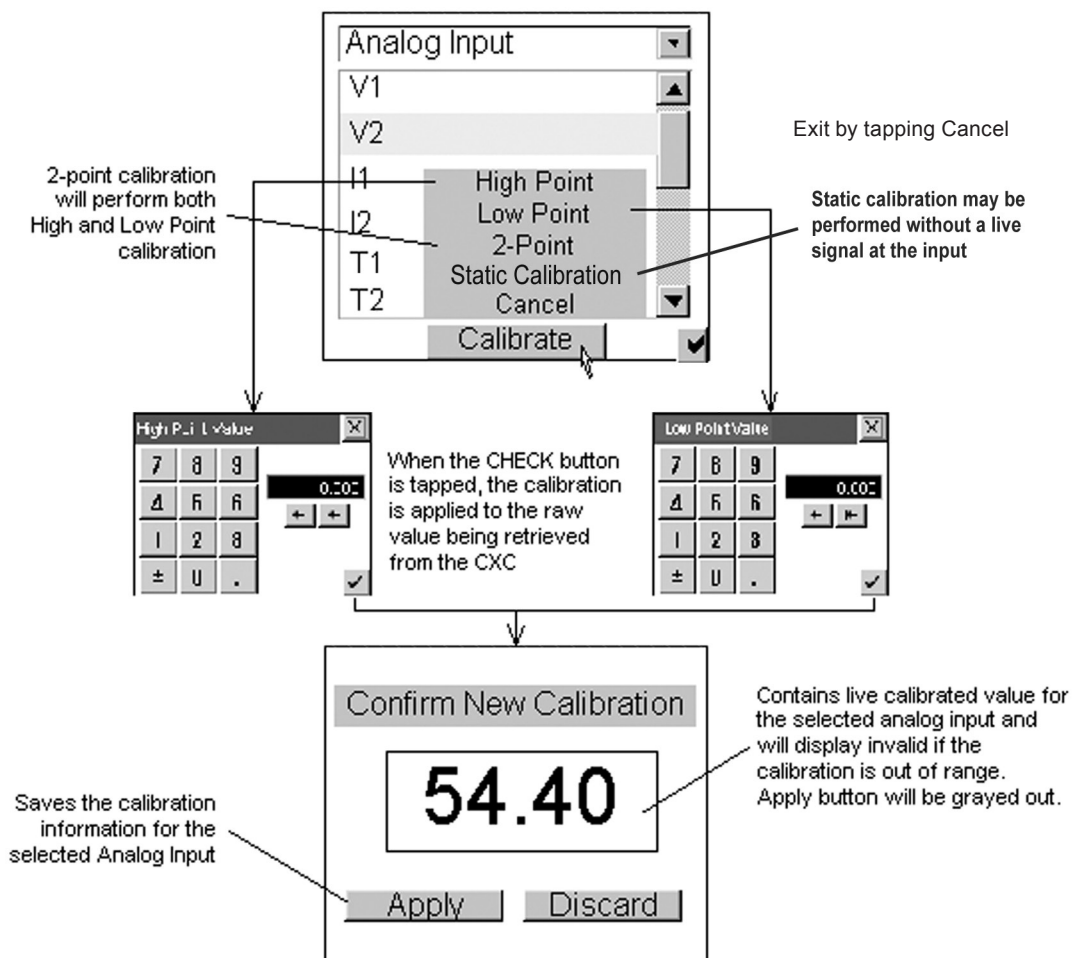 Analog Input
V1
V2
I1
I2
T1
T2
High Point
Low Point
2-Point
Static Calibration
Cancel
Calibrate
2-point calibration
will perform both
High and Low Point
calibration
Exit by tapping Cancel
Static calibration may be
performed without a live
signal at the input
High Value
7 8 9
± .
When the CHECK button
is tapped, the calibration
is applied to the raw
value being retrieved
from the CXC
Low Point Value
7 9
2
± .
Confirm New Calibration
54.40
Apply Discard
Contains live calibrated value for
the selected analog input and
will display invalid if the
calibration is out of range.
Apply button will be grayed out.
Saves the calibration
information for the
selected Analog Input